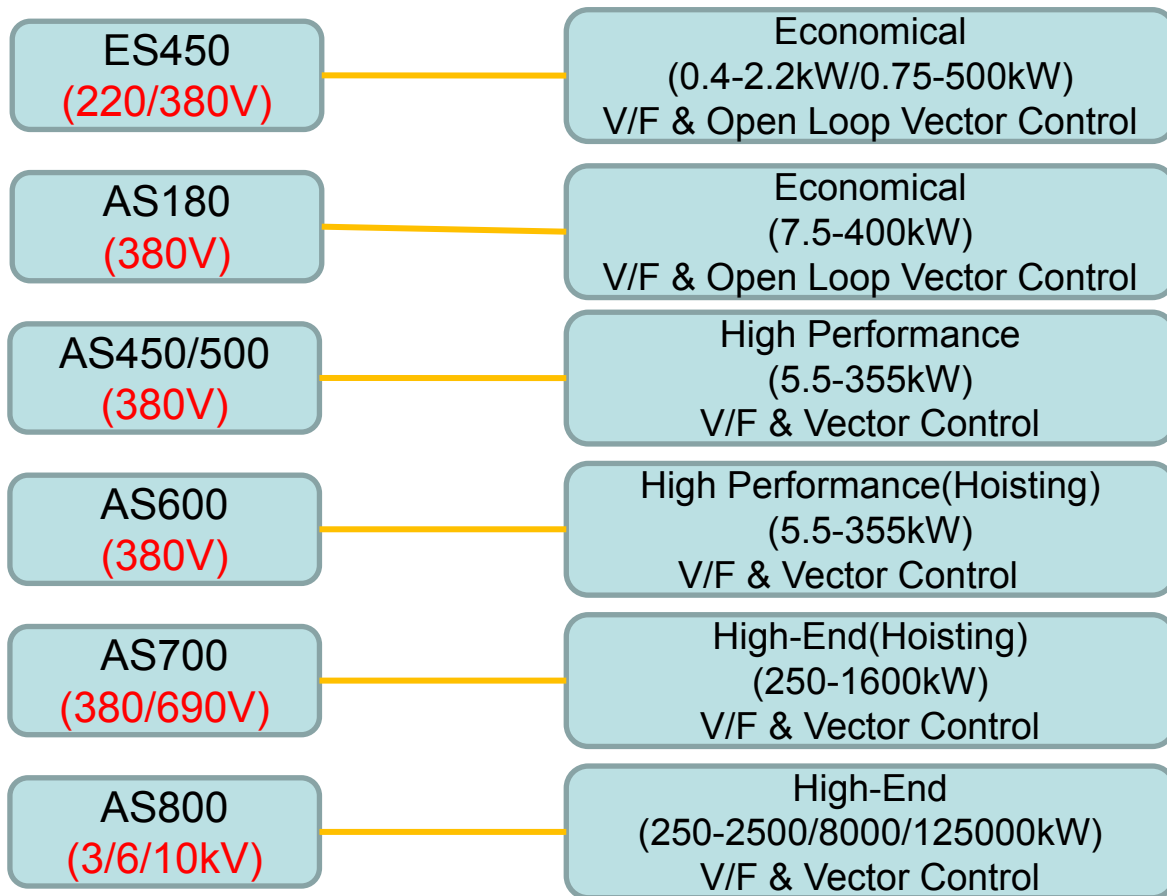 ES450
(220/380V)
Economical
(0.4-2.2kW/0.75-500kW)
V/F & Open Loop Vector Control
AS180
(380V)
Economical
(7.5-400kW)
V/F & Open Loop Vector Control
AS450/500
(380V)
High Performance
(5.5-355kW)
V/F & Vector Control
AS600
(380V)
High Performance(Hoisting)
(5.5-355kW)
V/F & Vector Control
AS700
(380/690V)
High-End(Hoisting)
(250-1600kW)
V/F & Vector Control
AS800
(3/6/10kV)
High-End
(250-2500/8000/125000kW)
V/F & Vector Control